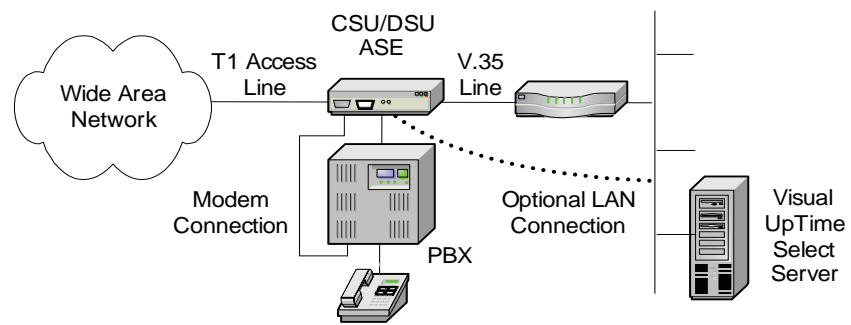 CSU/DSU
ASE
T1 Access
Line
V.35
Line
Wide Area
Network
Modem
Connection
Optional LAN
Connection
PBX
Visual
UpTime
Select
Server